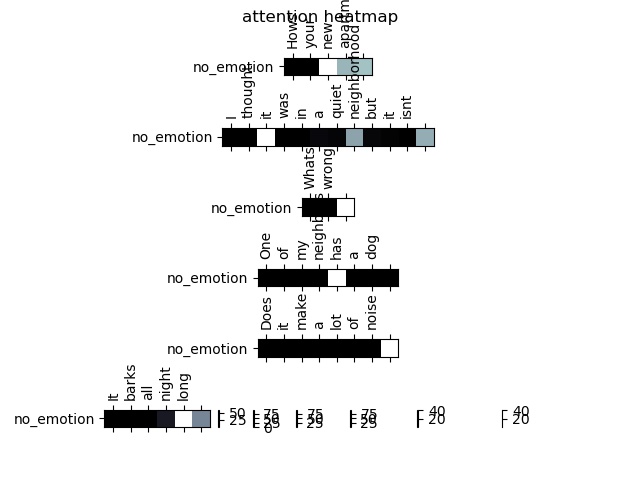 attention heatmap
Hows your new
no_emotion
I thought it was in a quiet neighborhood but it isnt
no_emotion
Whats wrong
no_emotion
One of my neighbors has a dog
no_emotion
Does it make a lot of noise
no_emotion
It barks all night long
no_emotion
50 75 75 75 40 40
25 50 50 50 20 20
25 25 25
0